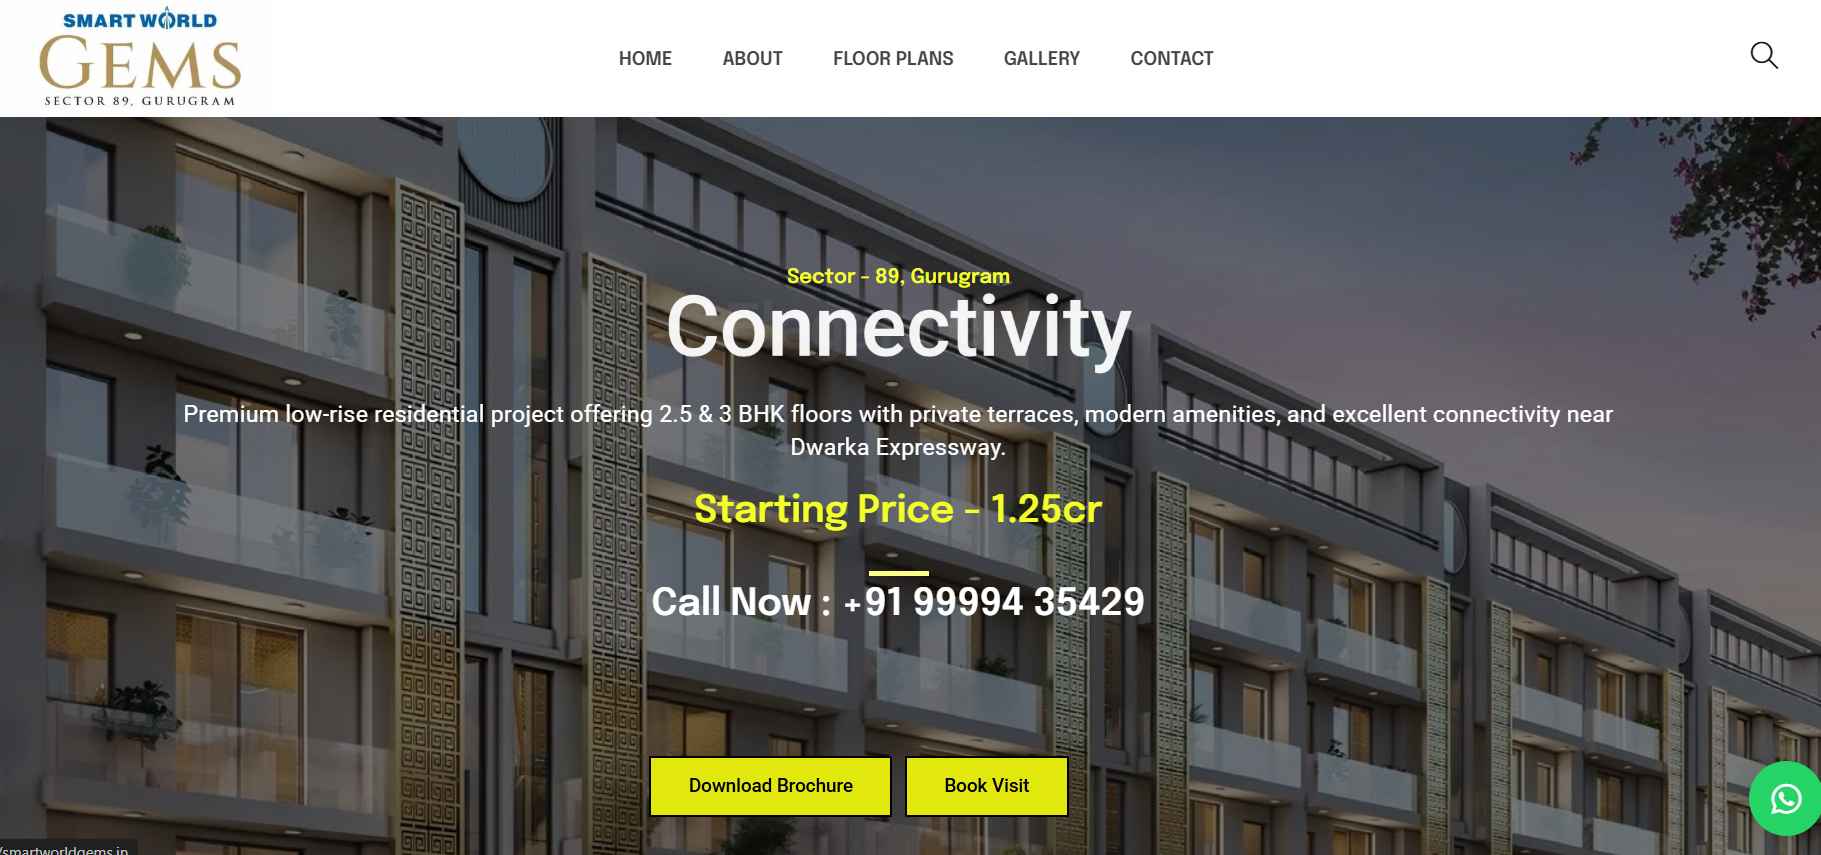 SMART WORLD
GEMS
SECTOR 89, GURUGRAM
HOME
ABOUT
FLOOR PLANS
GALLERY
CONTACT
Sector - 89, Gurugram
Connectivity
Premium low-rise residential project offering 2.5 & 3 BHK floors with private terraces, modern amenities, and excellent connectivity near
Dwarka Expressway.
Starting Price - 1.25cr
Call Now : +91 99994 35429
Download Brochure
Book Visit
/smartworldgems.in